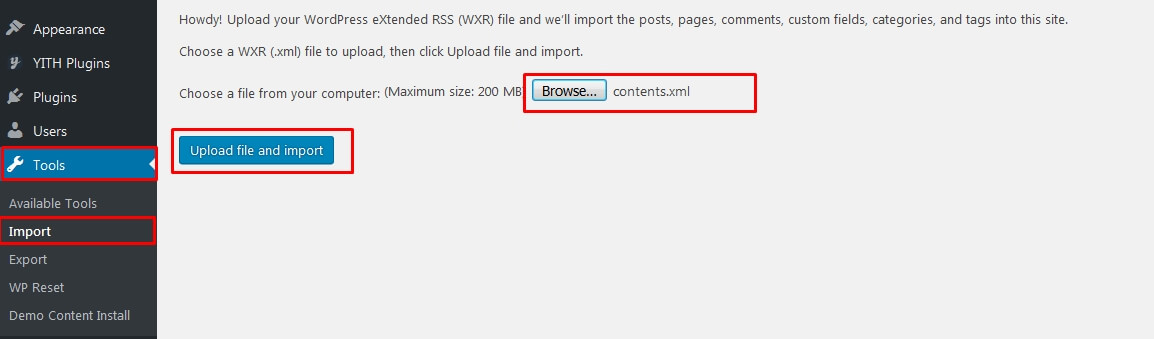 Appearance
YITH Plugins
Plugins
Users
Tools
Available Tools
Import
Export
WP Reset
Demo Content Install
Howdy! Upload your WordPress eXtended RSS (WXR) file and we'll import the posts, pages, comments, custom fields, categories, and tags into this site.
Choose a WXR (.xml) file to upload, then click Upload file and import.
Choose a file from your computer: (Maximum size: 200 MB) Browse... contents.xml
Upload file and import